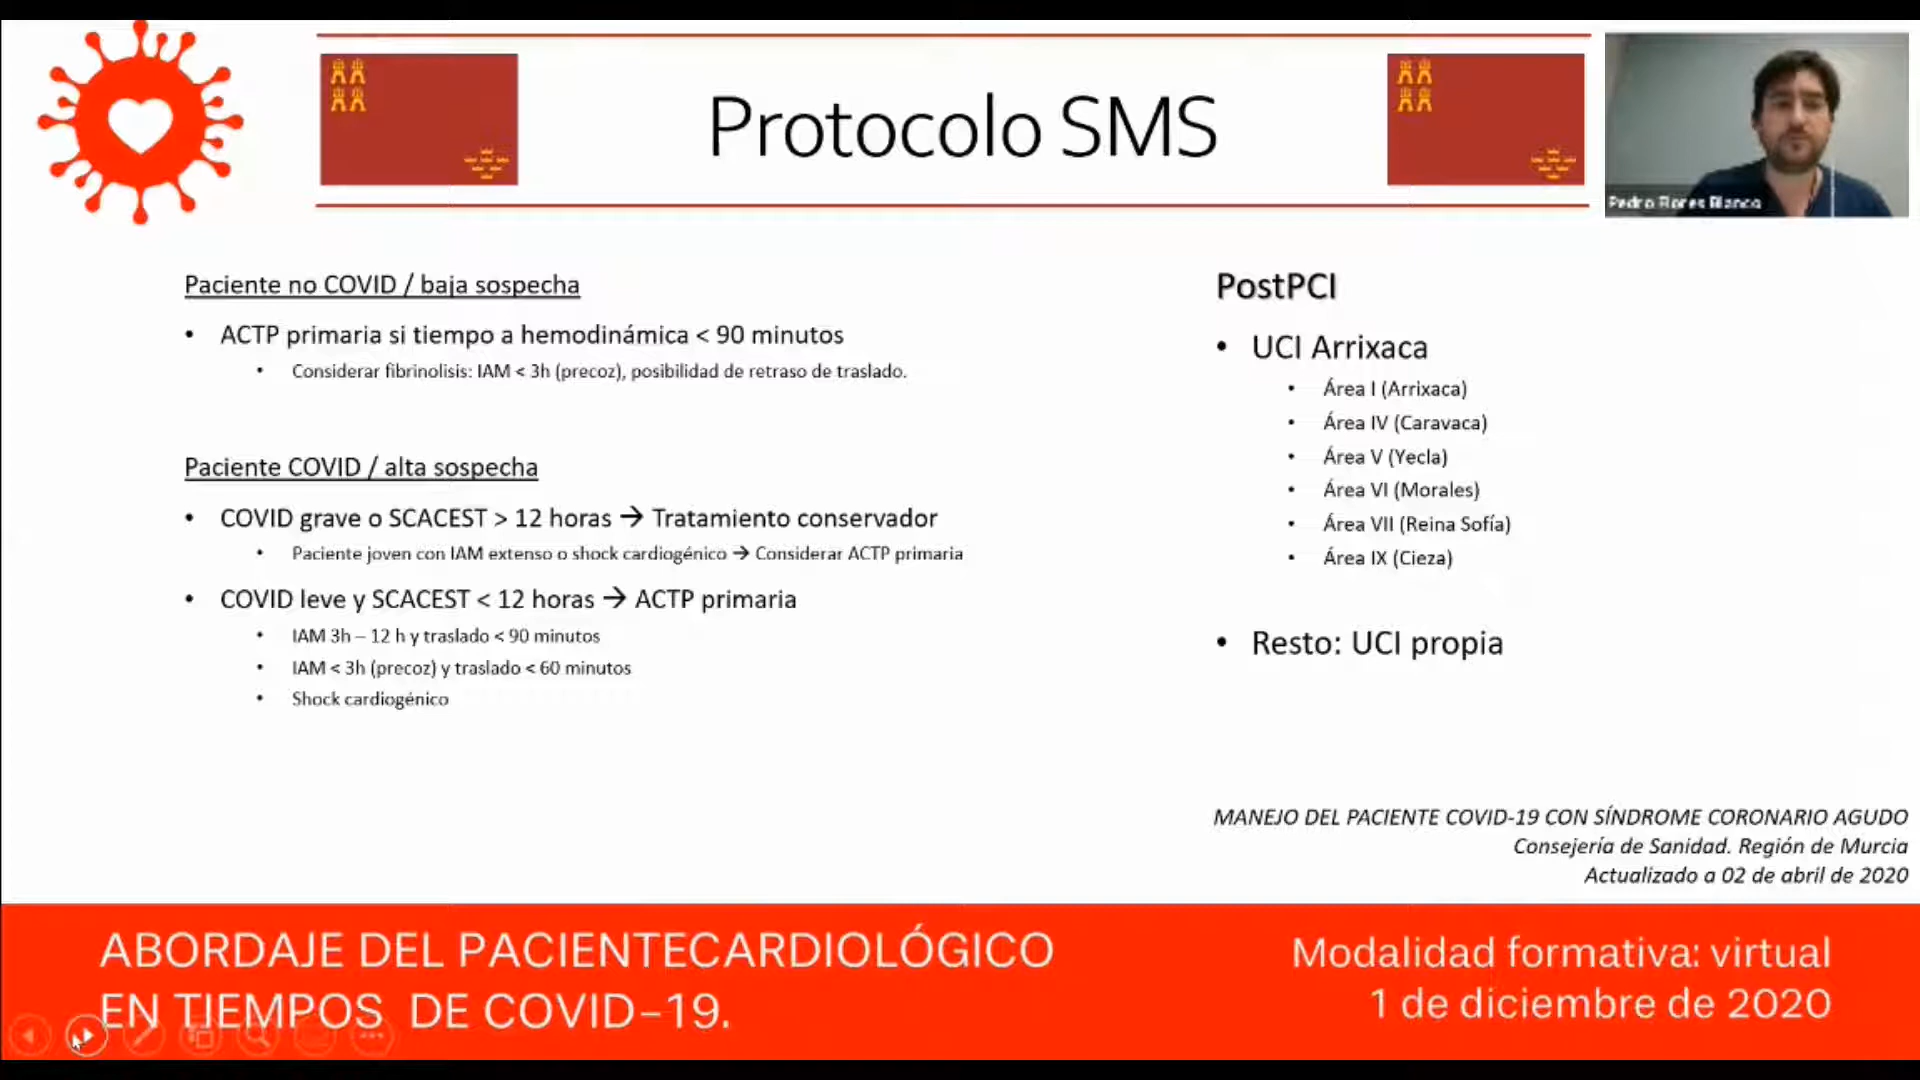 Protocolo SMS
Pedro Flores Blanco
Paciente no COVID / baja sospecha
• ACTP primaria si tiempo a hemodinámica < 90 minutos
• Considerar fibrinolisis: IAM < 3h (precoz), posibilidad de retraso de traslado.
Paciente COVID / alta sospecha
• COVID grave o SCACEST > 12 horas → Tratamiento conservador
• Paciente joven con IAM extenso o shock cardiogénico → Considerar ACTP primaria
• COVID leve y SCACEST < 12 horas → ACTP primaria
• IAM 3h – 12 h y traslado < 90 minutos
• IAM < 3h (precoz) y traslado < 60 minutos
• Shock cardiogénico
PostPCI
• UCI Arrixaca
• Área I (Arrixaca)
• Área IV (Caravaca)
• Área V (Yecla)
• Área VI (Morales)
• Área VII (Reina Sofía)
• Área IX (Cieza)
• Resto: UCI propia
MANEJO DEL PACIENTE COVID-19 CON SÍNDROME CORONARIO AGUDO
Consejería de Sanidad. Región de Murcia
Actualizado a 02 de abril de 2020
ABORDAJE DEL PACIENTECARDIOLÓGICO
EN TIEMPOS DE COVID-19.
Modalidad formativa: virtual
1 de diciembre de 2020